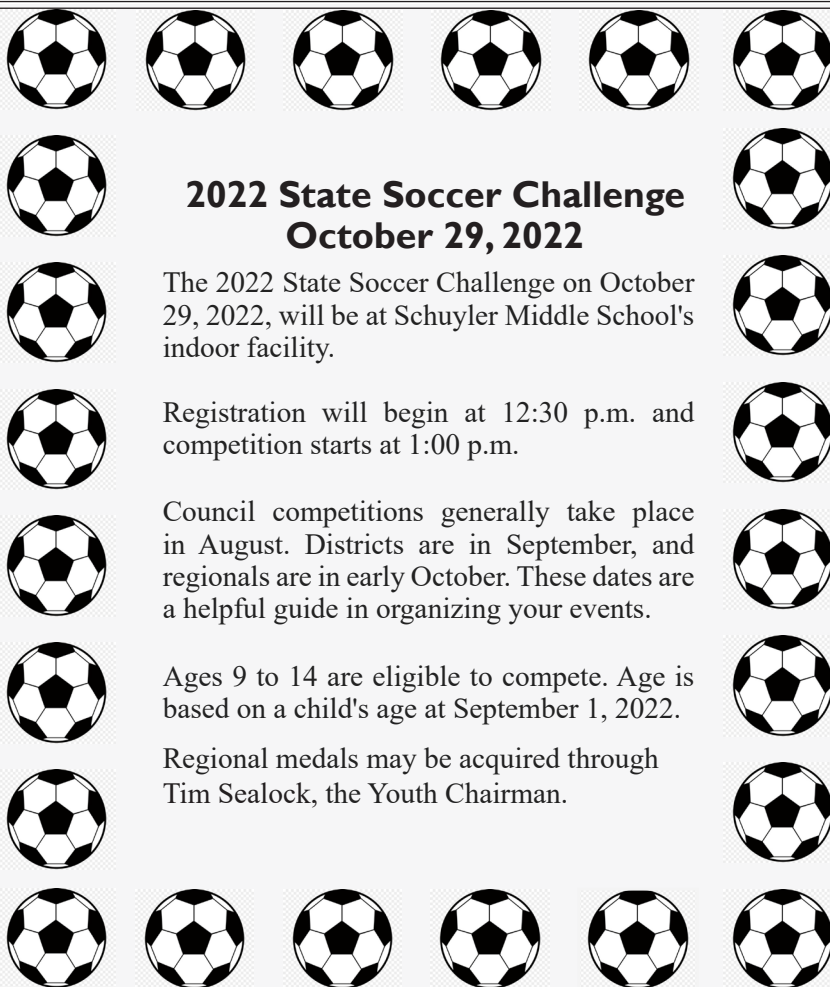 2022 State Soccer Challenge
October 29, 2022
The 2022 State Soccer Challenge on October
29, 2022, will be at Schuyler Middle School's
indoor facility.
Registration will begin at 12:30 p.m. and
competition starts at 1:00 p.m.
Council competitions generally take place
in August. Districts are in September, and
regionals are in early October. These dates are
a helpful guide in organizing your events.
Ages 9 to 14 are eligible to compete. Age is
based on a child's age at September 1, 2022.
Regional medals may be acquired through
Tim Sealock, the Youth Chairman.